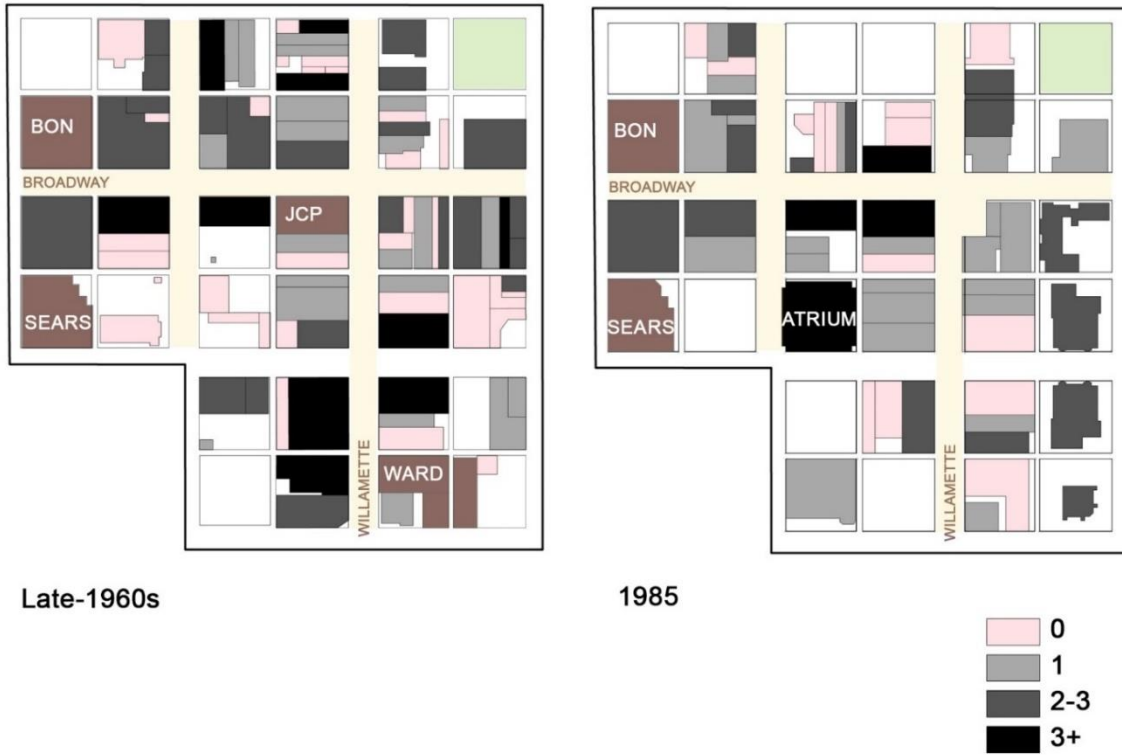 BON
BROADWAY
JCP
SEARS
WARD
WILLAMETTE
Late-1960s
BON
BROADWAY
SEARS
ATRIUM
WILLAMETTE
1985
0
1
2-3
3+